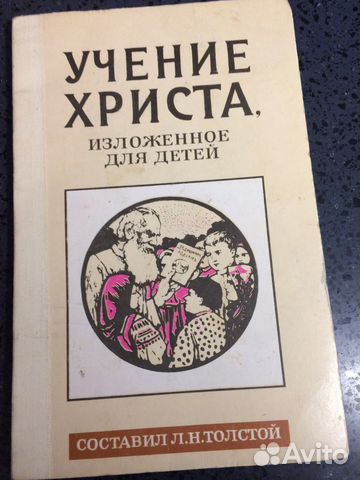 УЧЕНИЕ
ХРИСТА,
ИЗЛОЖЕННОЕ
ДЛЯ ДЕТЕЙ
СОСТАВИЛ Л.Н.ТОЛСТОЙ
Avito